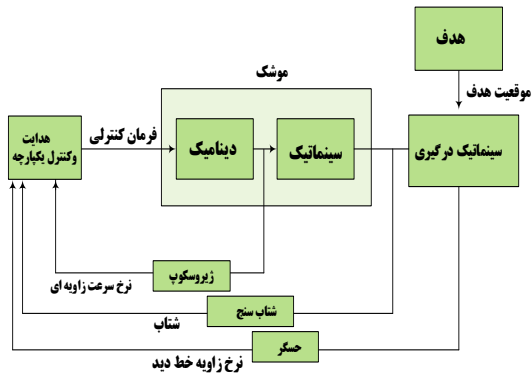 هدف
موشک
موقعیت هدف
هدایت
وکنترل یکپارچه
فرمان کنترلی
دینامیک
سینماتیک
سینماتیک درگیری
ژیروسکوپ
نرخ سرعت زاویه ای
شتاب سنج
شتاب
حسگر
نرخ زاویه خط دید